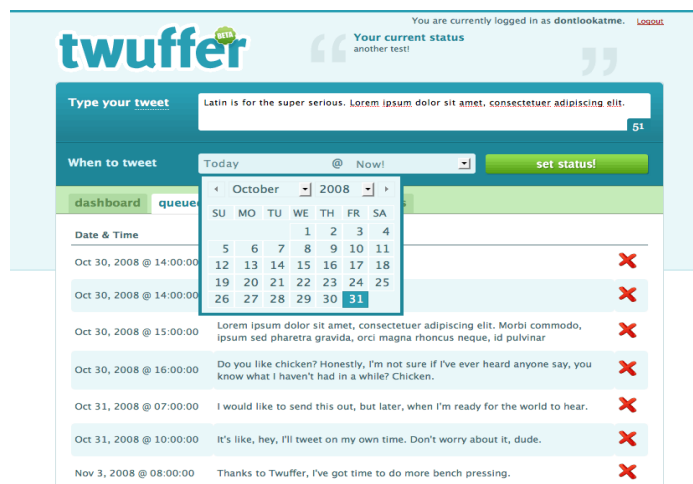 You are currently logged in as dontlookatme. Logout
twuffer
BETA
Your current status
another test!
Type your tweet
Latin is for the super serious. Lorem ipsum dolor sit amet, consectetuer adipiscing elit.
51
When to tweet
Today @ Now!
set status!
October 2008
SU MO TU WE TH FR SA
1 2 3 4
5 6 7 8 9 10 11
12 13 14 15 16 17 18
19 20 21 22 23 24 25
26 27 28 29 30 31
dashboard
Date & Time
Oct 30, 2008 @ 14:00:00
Oct 30, 2008 @ 14:00:00
Oct 30, 2008 @ 15:00:00
Lorem ipsum dolor sit amet, consectetuer adipiscing elit. Morbi commodo,
ipsum sed pharetra gravida, orci magna rhoncus neque, id pulvinar
Oct 30, 2008 @ 16:00:00
Do you like chicken? Honestly, I'm not sure if I've ever heard anyone say, you
know what I haven't had in a while? Chicken.
Oct 31, 2008 @ 07:00:00
I would like to send this out, but later, when I'm ready for the world to hear.
Oct 31, 2008 @ 10:00:00
It's like, hey, I'll tweet on my own time. Don't worry about it, dude.
Nov 3, 2008 @ 08:00:00
Thanks to Twuffer, I've got time to do more bench pressing.